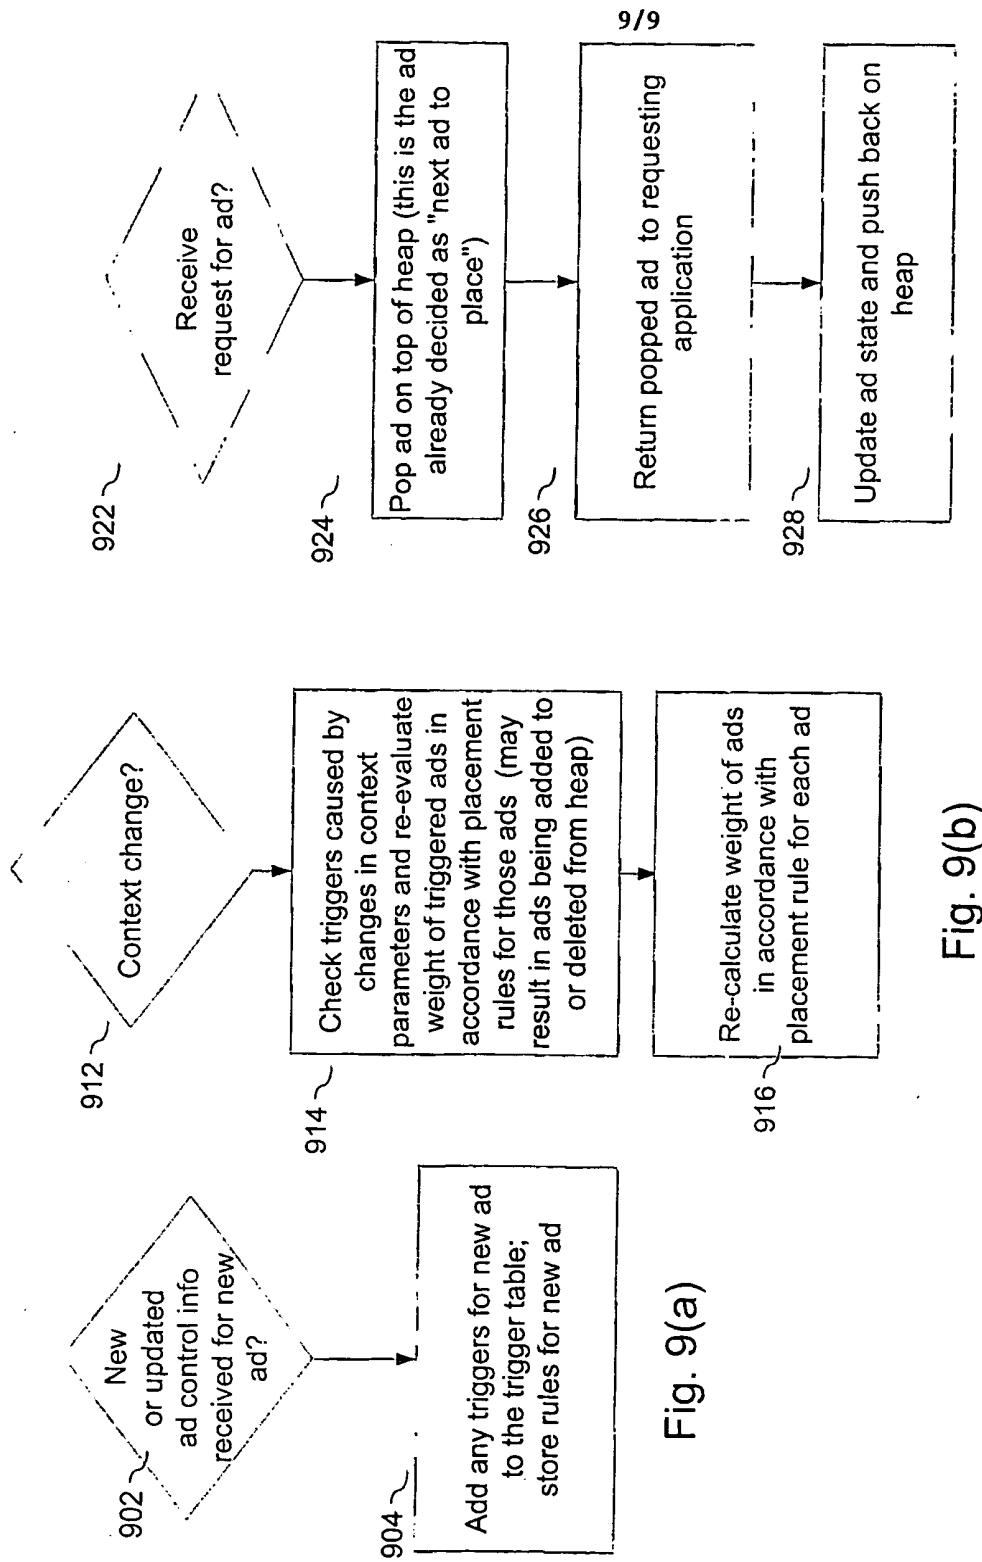 9/9
902
New
or updated
ad control info
received for new
ad?
904
Add any triggers for new ad
to the trigger table;
store rules for new ad
Fig. 9(a)
912
Context change?
914
Check triggers caused by
changes in context
parameters and re-evaluate
weight of triggered ads in
accordance with placement
rules for those ads (may
result in ads being added to
or deleted from heap)
916
Re-calculate weight of ads
in accordance with
placement rule for each ad
Fig. 9(b)
922
Receive
request for ad?
924
Pop ad on top of heap (this is the ad
already decided as "next ad to
place")
926
Return popped ad to requesting
application
928
Update ad state and push back on
heap